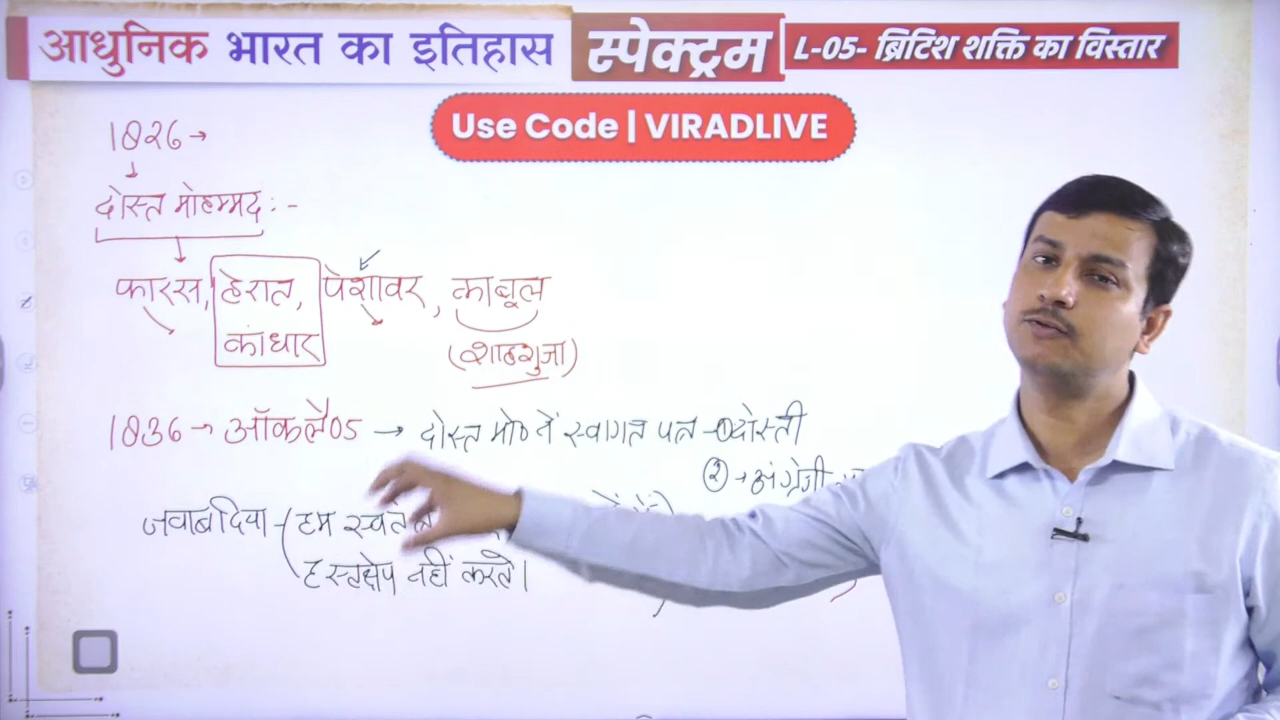 आधुनिक भारत का इतिहास स्पेक्ट्रम L-05- ब्रिटिश शक्ति का विस्तार
Use Code | VIRADLIVE
1826→
दोस्त मोहम्मद:-
फारस, हेरात, पेशावर, काबूल
कांधार (शाहशुजा)
1836→ ऑकलैण्ड → दोस्त मो० ने स्वागत पत्र → ① दोस्ती
② → अंग्रेजी
जवाब दिया - (हम
हस्तक्षेप नहीं करते।